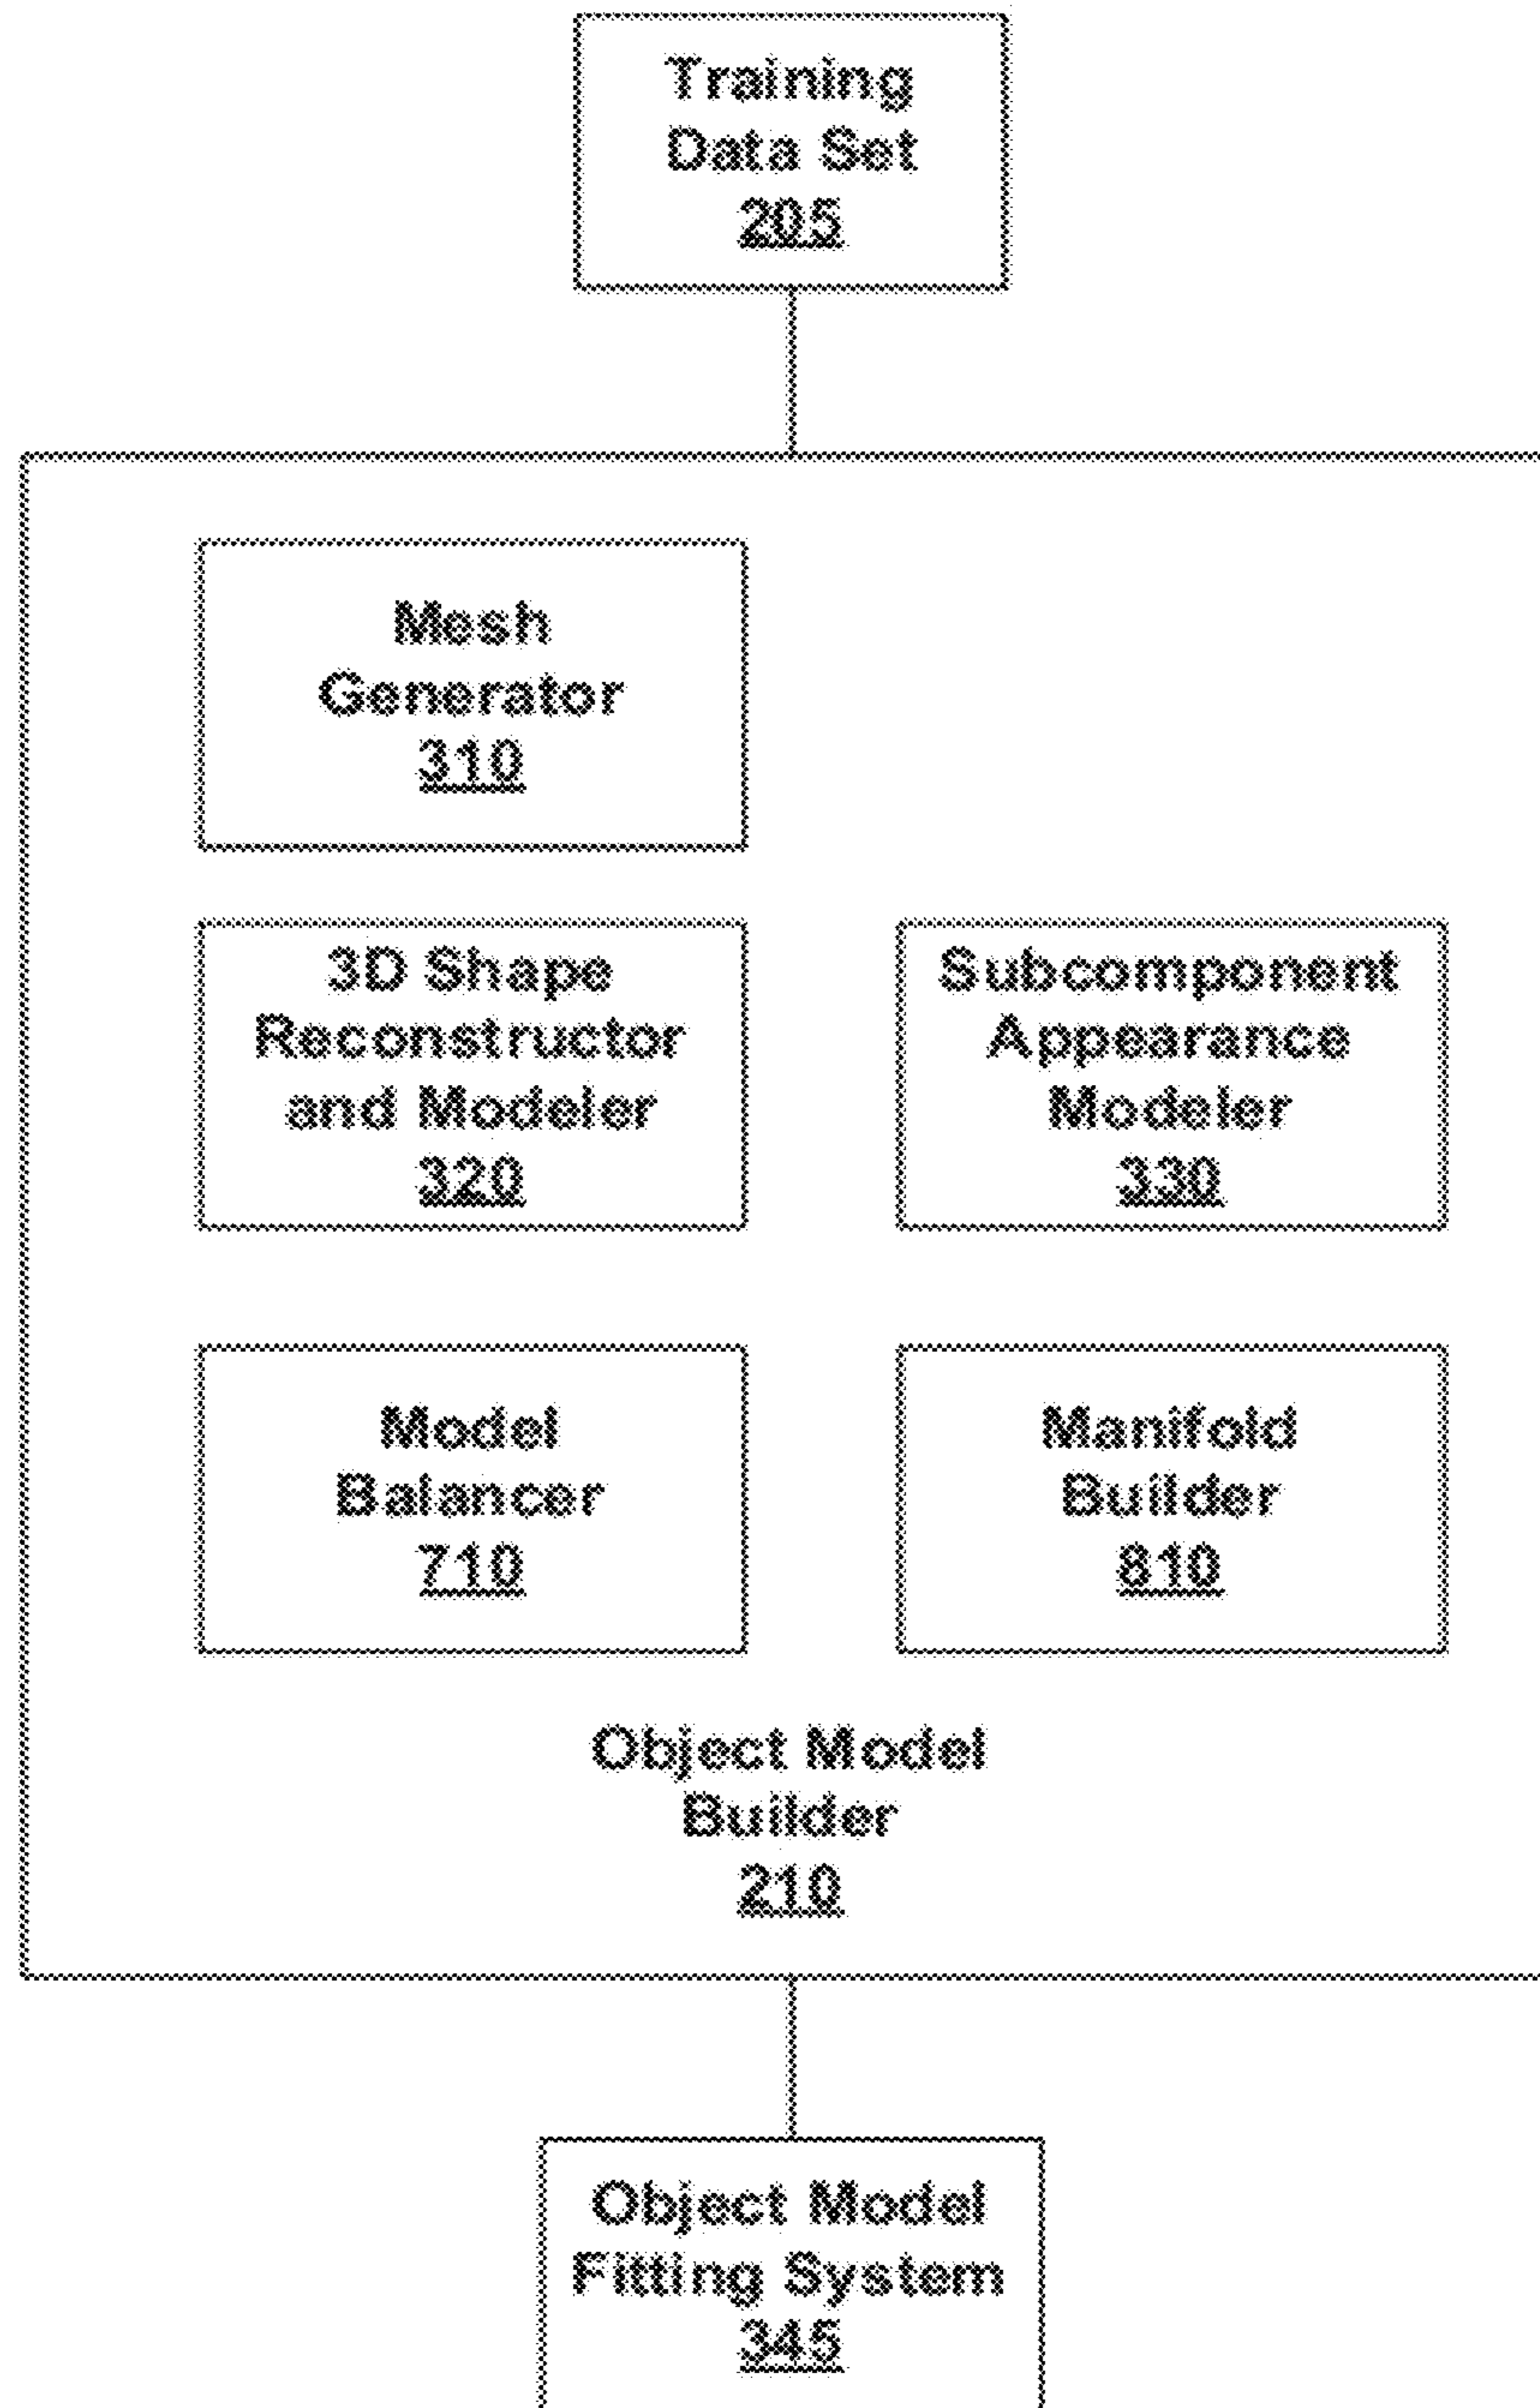 Training
Data Set
205
Mesh
Generator
310
3D Shape
Reconstructor
and Modeler
320
Subcomponent
Appearance
Modeler
330
Model
Balancer
710
Manifold
Builder
810
Object Model
Builder
210
Object Model
Fitting System
345